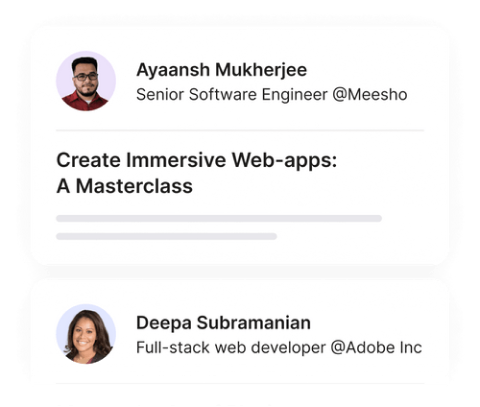 Ayaansh Mukherjee
Senior Software Engineer @Meesho
Create Immersive Web-apps:
A Masterclass
Deepa Subramanian
Full-stack web developer @Adobe Inc